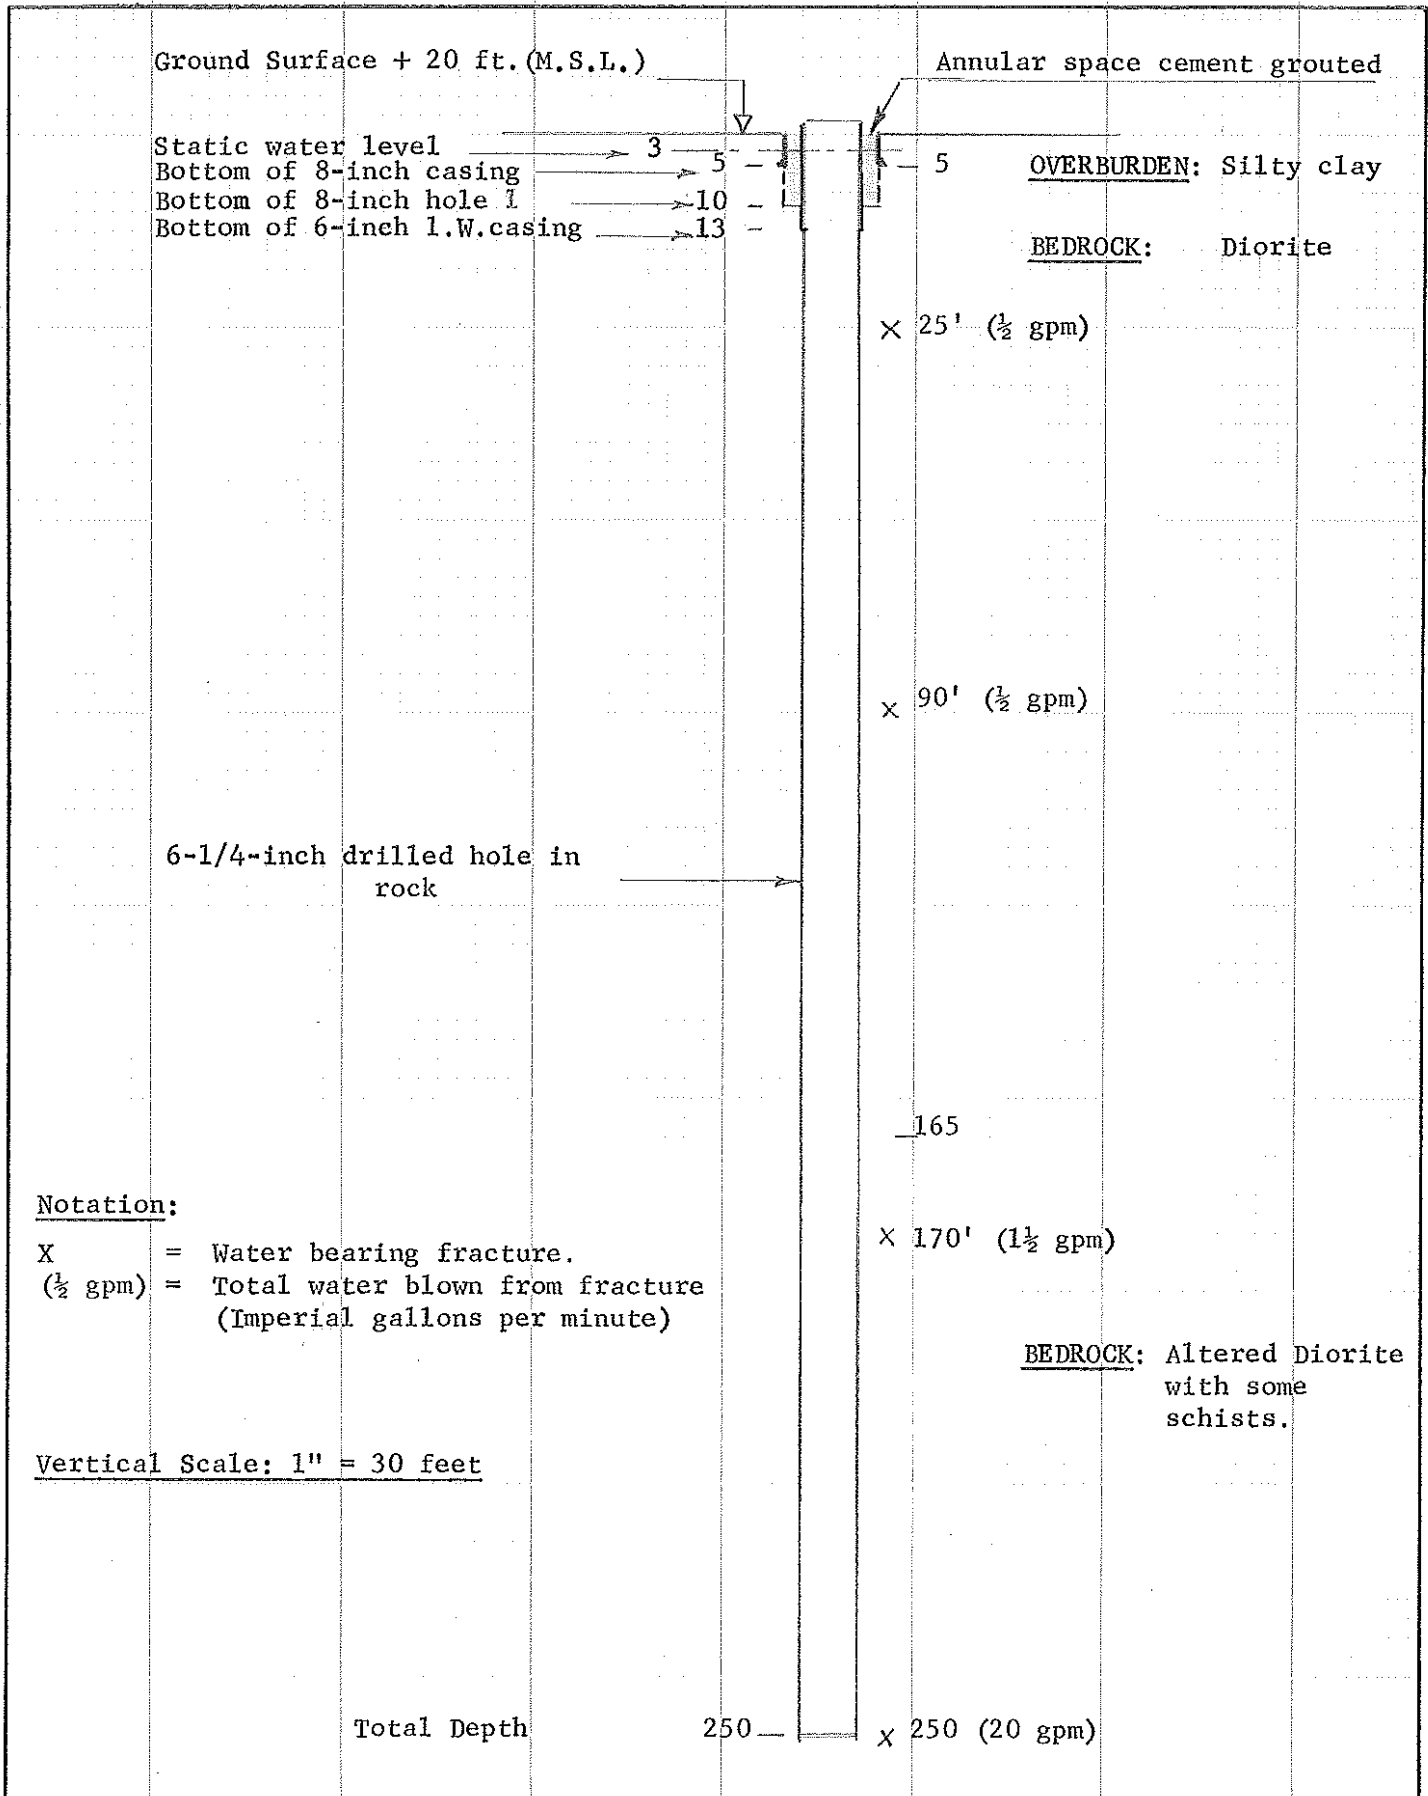 Ground Surface + 20 ft.(M.S.L.)
Annular space cement grouted
Static water level 3
Bottom of 8-inch casing 5 – – 5
OVERBURDEN: Silty clay
Bottom of 8-inch hole l 10 –
Bottom of 6-inch l.W.casing 13 –
BEDROCK: Diorite
X 25' (½ gpm)
X 90' (½ gpm)
6-1/4-inch drilled hole in
rock
_165
Notation:
X 170' (1½ gpm)
X = Water bearing fracture.
(½ gpm) = Total water blown from fracture
(Imperial gallons per minute)
BEDROCK: Altered Diorite
with some
schists.
Vertical Scale: 1" = 30 feet
Total Depth 250 — X 250 (20 gpm)